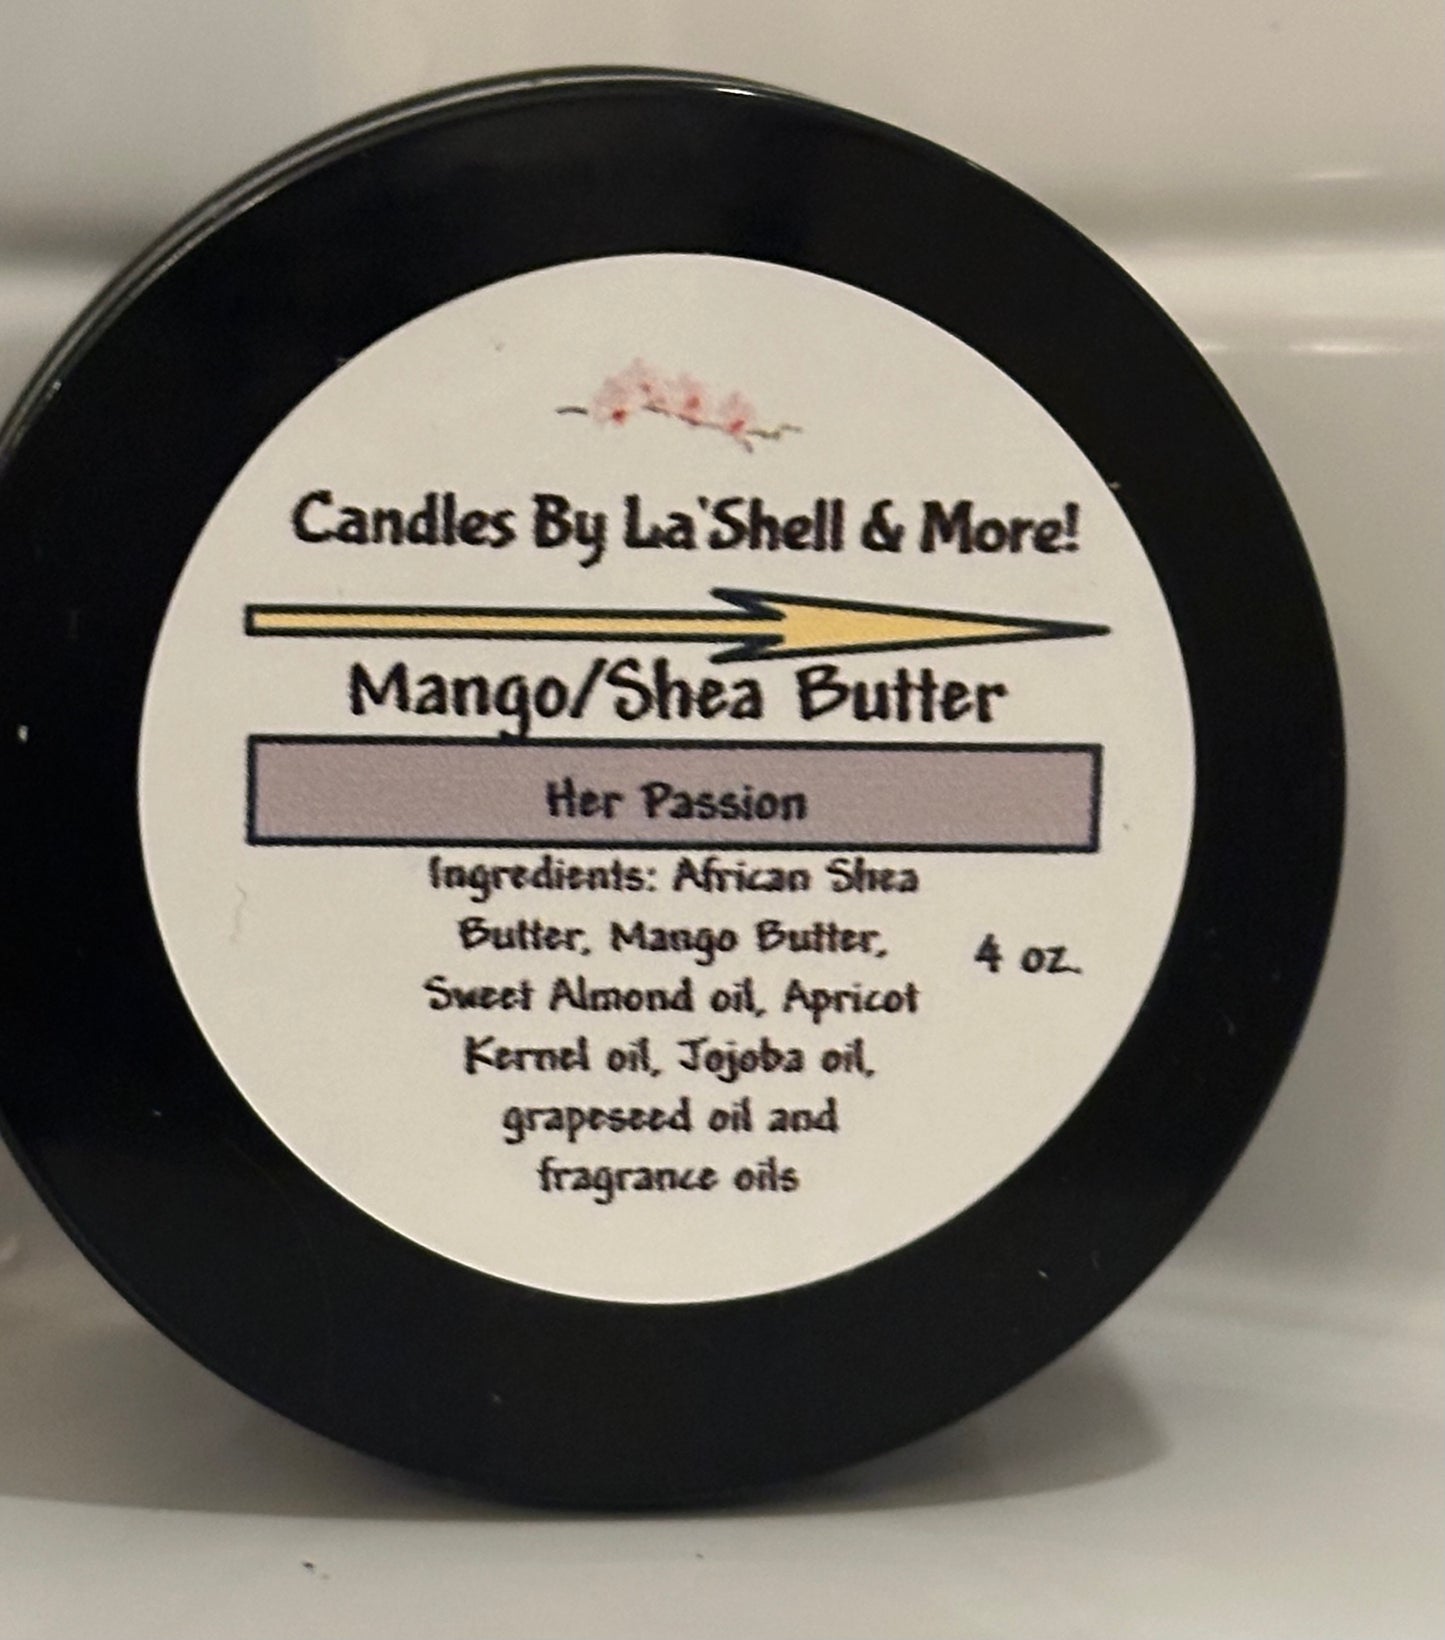 Candles By La'Shell & More!
Mango/Shea Butter
Her Passion
Ingredients: African Shea
Butter, Mango Butter,
4 oz.
Sweet Almond oil, Apricot
Kernel oil, Jojoba oil,
grapeseed oil and
fragrance oils